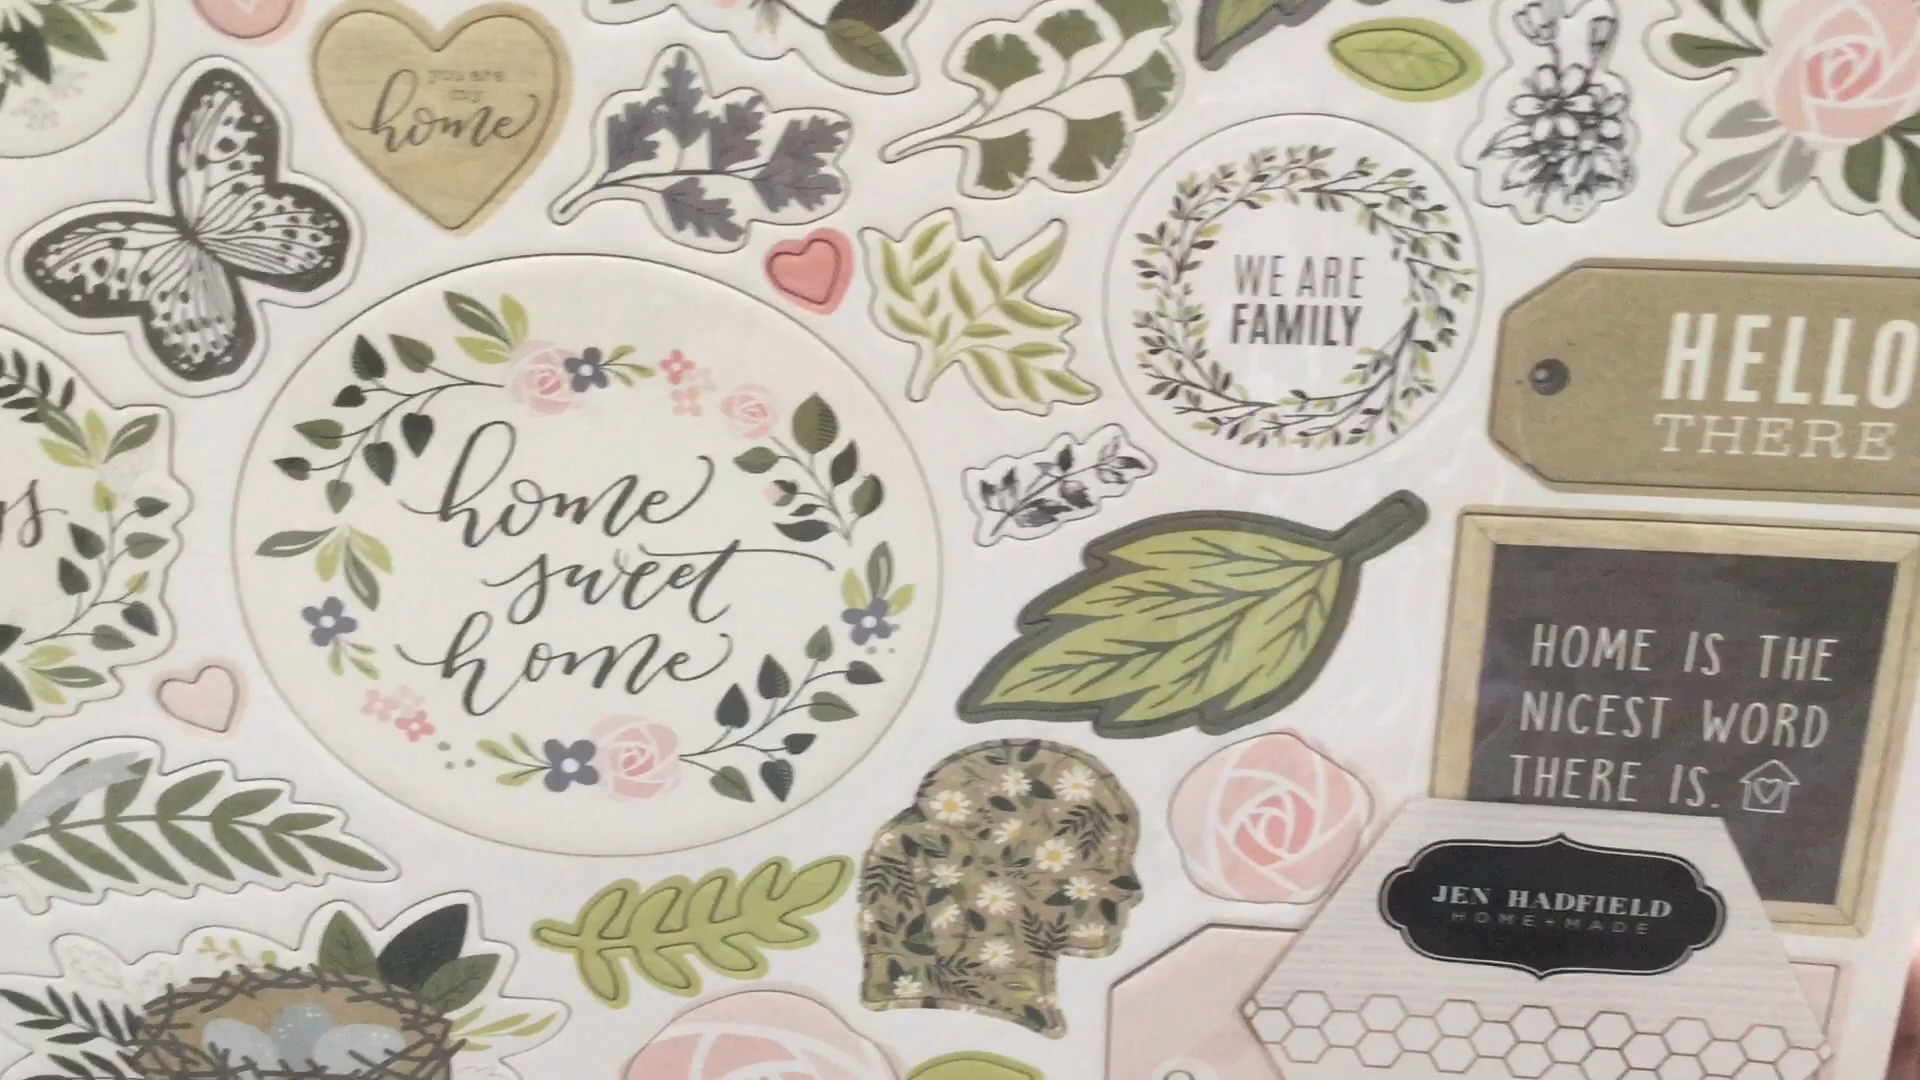 you are
my
home
WE ARE
FAMILY
HELLO
THERE
home
sweet
home
HOME IS THE
NICEST WORD
THERE IS.
JEN HADFIELD
HOME+MADE